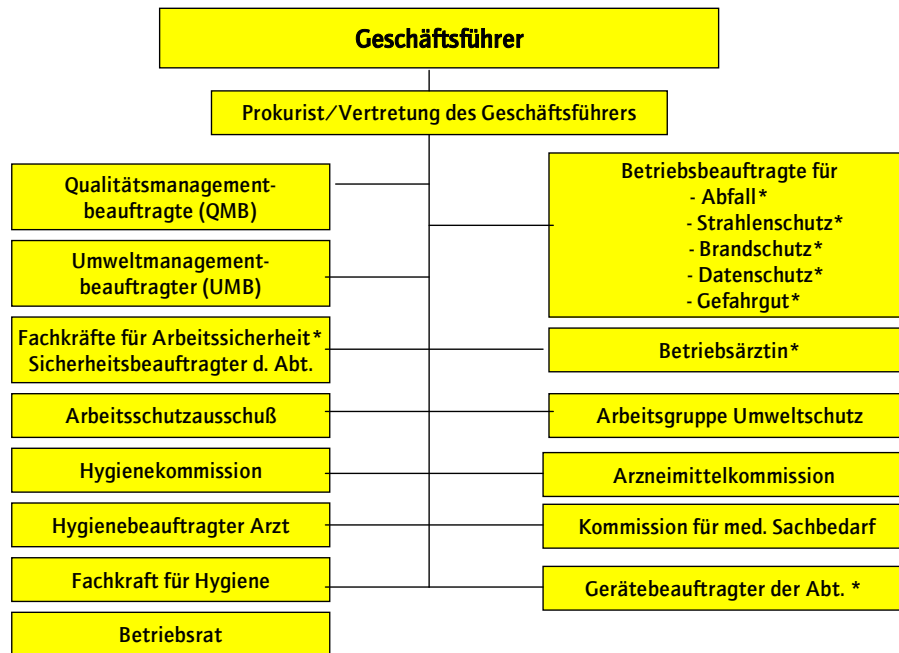 Geschäftsführer
Prokurist/Vertretung des Geschäftsführers
Qualitätsmanagement-
beauftragte (QMB)
Umweltmanagement-
beauftragter (UMB)
Fachkräfte für Arbeitssicherheit*
Sicherheitsbeauftragter d. Abt.
Arbeitsschutzausschuß
Hygienekommission
Hygienebeauftragter Arzt
Fachkraft für Hygiene
Betriebsrat
Betriebsbeauftragte für
- Abfall*
- Strahlenschutz*
- Brandschutz*
- Datenschutz*
- Gefahrgut*
Betriebsärztin*
Arbeitsgruppe Umweltschutz
Arzneimittelkommission
Kommission für med. Sachbedarf
Gerätebeauftragter der Abt. *